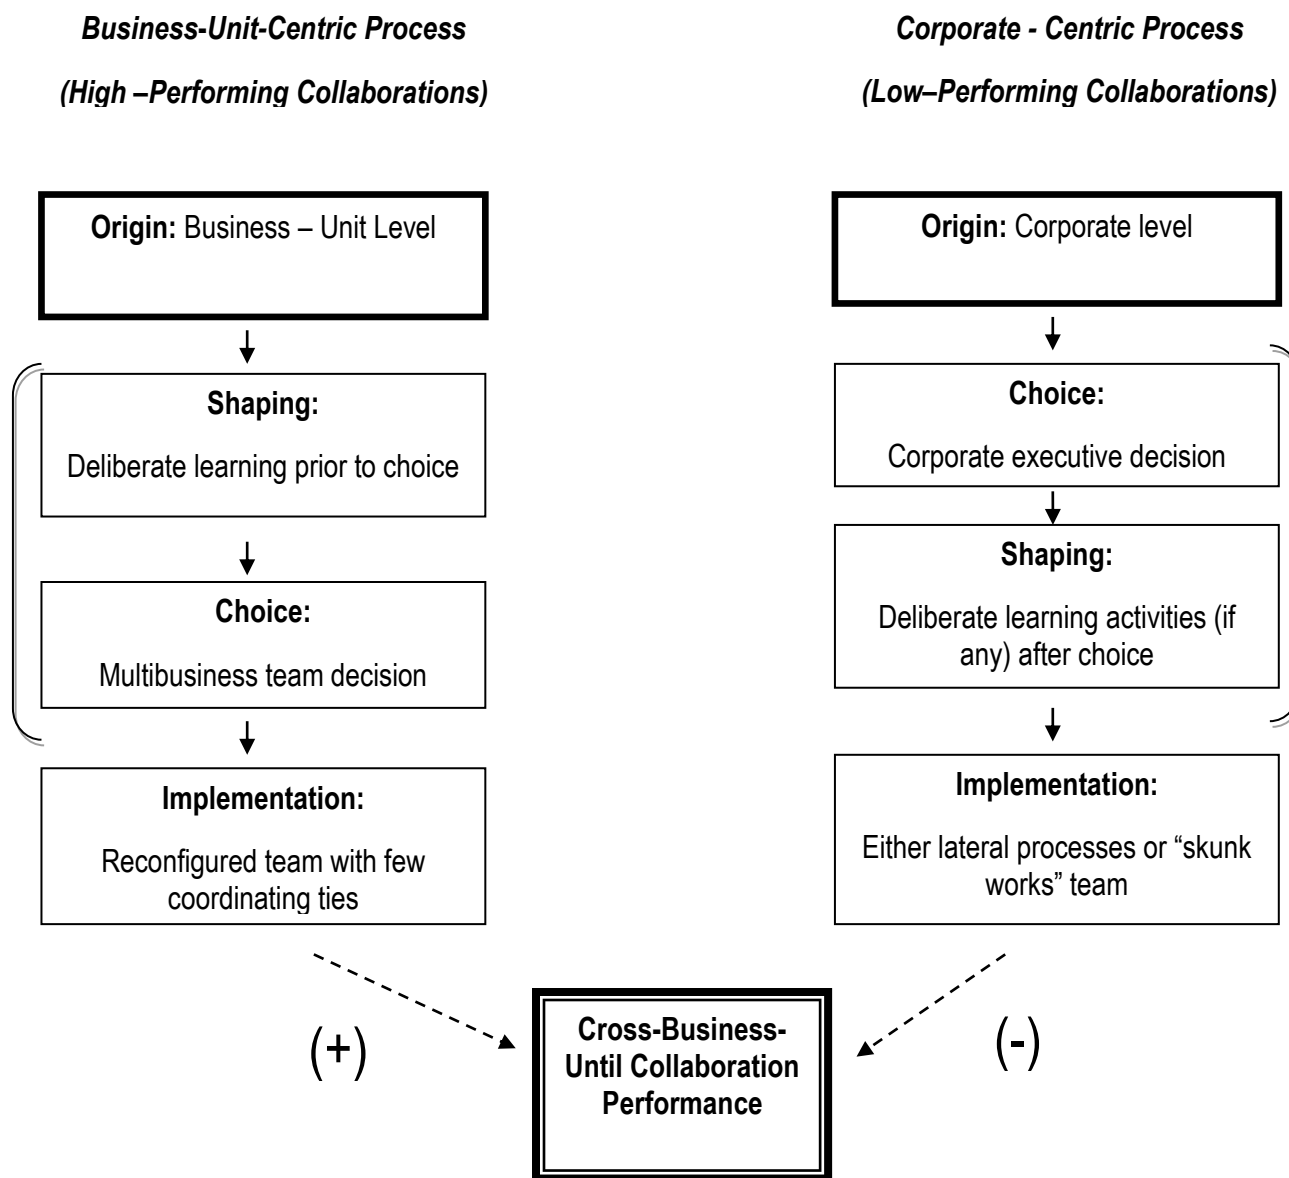 Business-Unit-Centric Process
(High –Performing Collaborations)
Origin: Business – Unit Level
Shaping:
Deliberate learning prior to choice
Choice:
Multibusiness team decision
Implementation:
Reconfigured team with few
coordinating ties
(+)
Corporate - Centric Process
(Low–Performing Collaborations)
Origin: Corporate level
Choice:
Corporate executive decision
Shaping:
Deliberate learning activities (if
any) after choice
Implementation:
Either lateral processes or “skunk
works” team
(-)
Cross-Business-
Until Collaboration
Performance